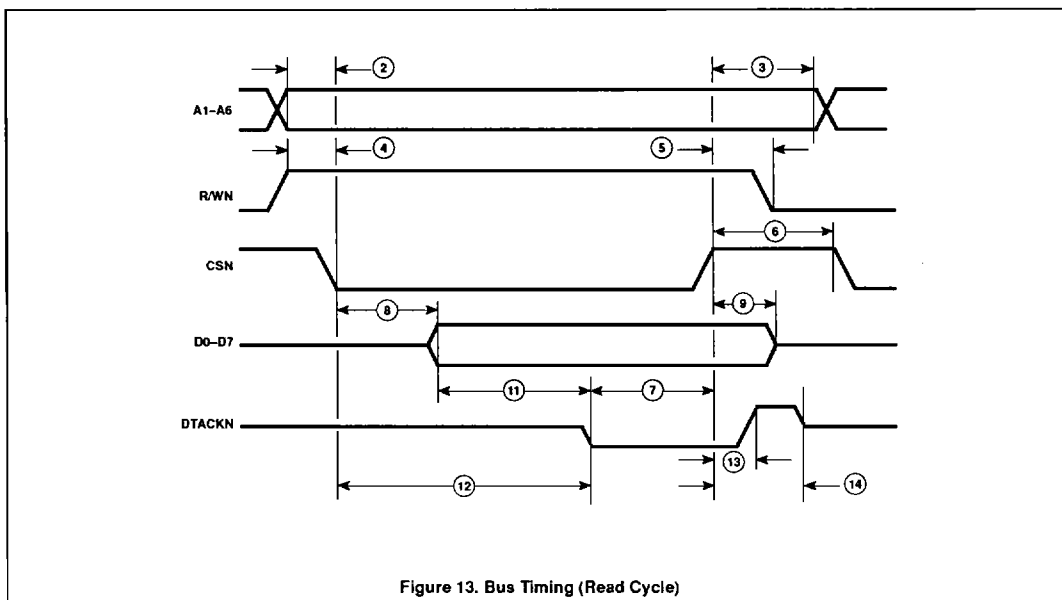 2
3
A1–A6
4
5
R/WN
6
CSN
8
9
D0–D7
11
7
DTACKN
13
12
14
Figure 13. Bus Timing (Read Cycle)